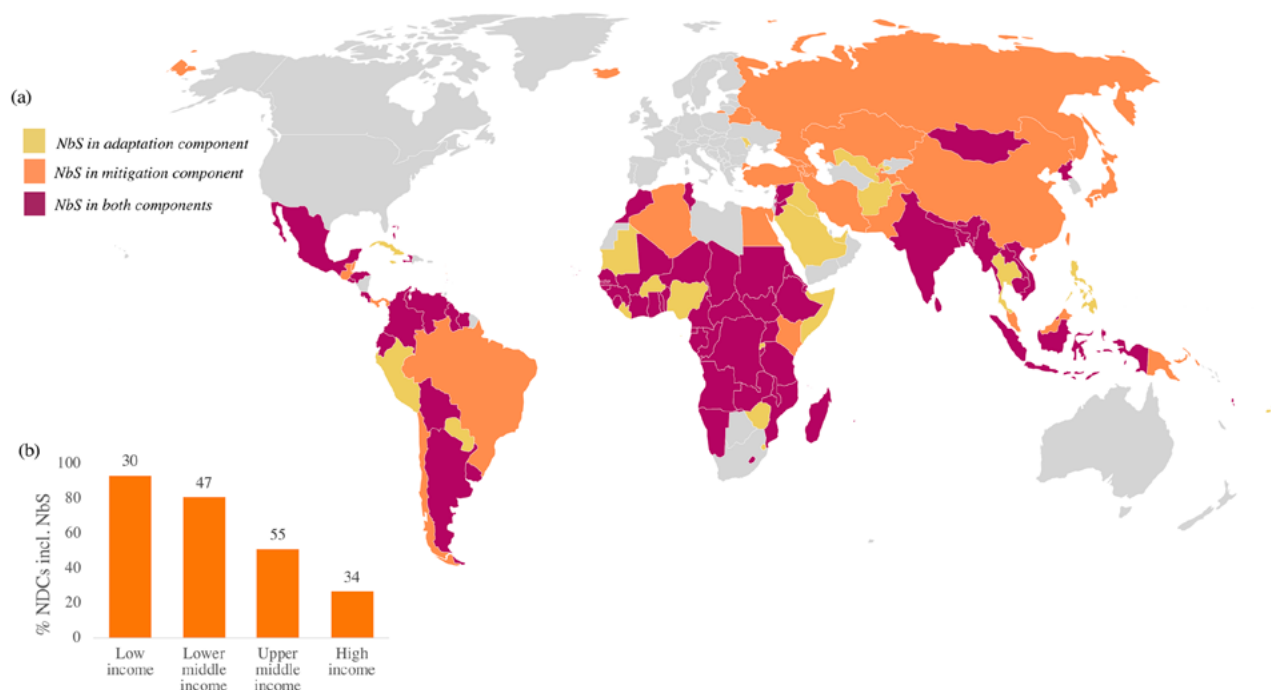 (a)
NbS in adaptation component
NbS in mitigation component
NbS in both components
(b)
% NDCs incl. NbS
100
80
60
40
20
0
30
47
55
34
Low
income
Lower
middle
income
Upper
middle
income
High
income